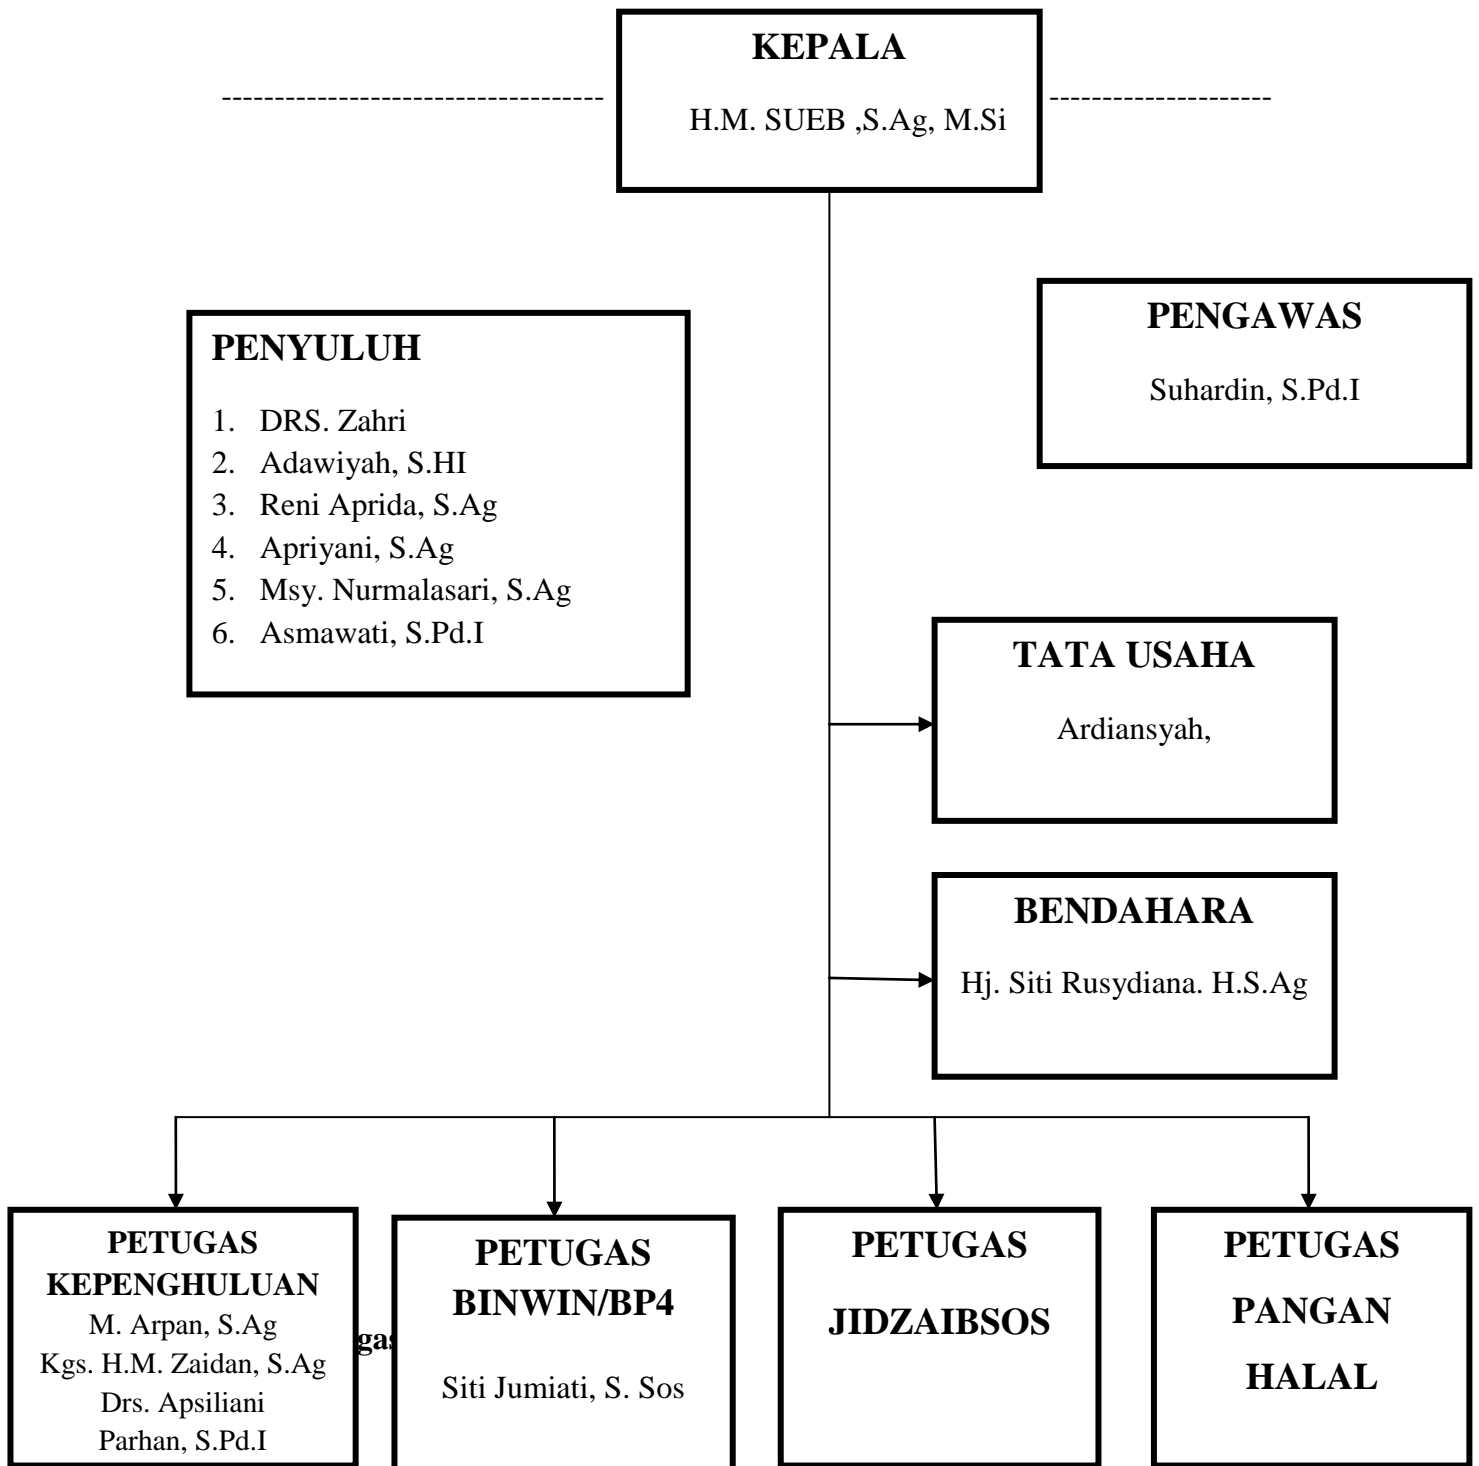 KEPALA
H.M. SUEB ,S.Ag, M.Si
PENGAWAS
Suhardin, S.Pd.I
PENYULUH
1. DRS. Zahri
2. Adawiyah, S.HI
3. Reni Aprida, S.Ag
4. Apriyani, S.Ag
5. Msy. Nurmalasari, S.Ag
6. Asmawati, S.Pd.I
TATA USAHA
Ardiansyah,
BENDAHARA
Hj. Siti Rusydiana. H.S.Ag
PETUGAS
KEPENGHULUAN
M. Arpan, S.Ag
Kgs. H.M. Zaidan, S.Ag
Drs. Apsiliani
Parhan, S.Pd.I
PETUGAS
BINWIN/BP4
Siti Jumiati, S. Sos
PETUGAS
JIDZAIBSOS
PETUGAS
PANGAN
HALAL